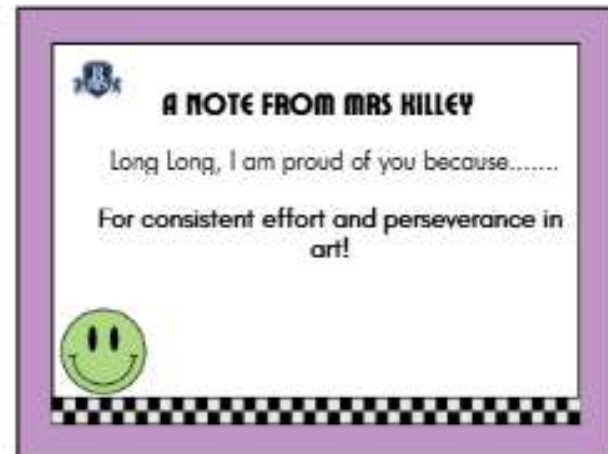 A NOTE FROM MRS KILLEY
Long Long, I am proud of you because.......
For consistent effort and perseverance in
art!